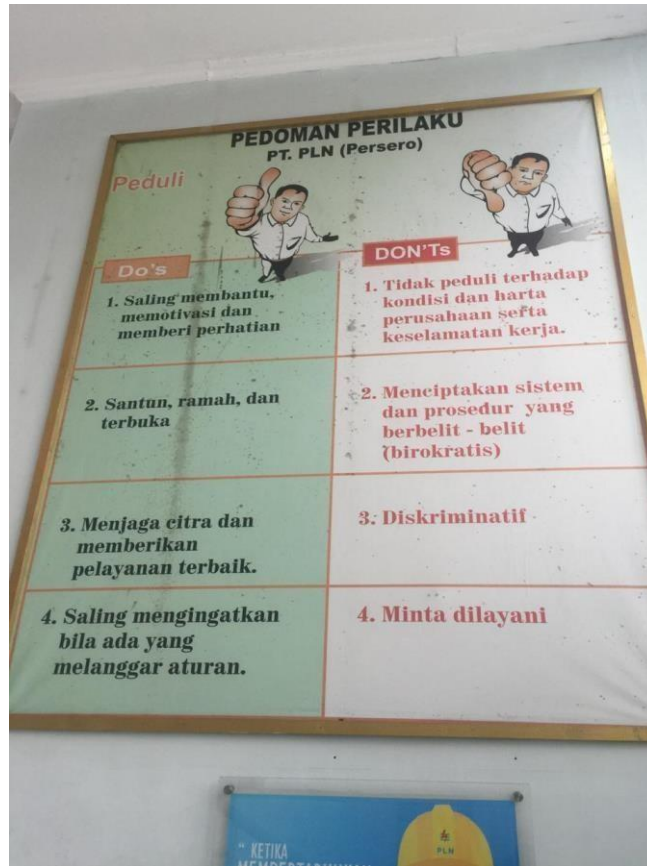 PEDOMAN PERILAKU
PT. PLN (Persero)
Peduli
Do's
1. Saling membantu,
memotivasi dan
memberi perhatian
2. Santun, ramah, dan
terbuka
3. Menjaga citra dan
memberikan
pelayanan terbaik.
4. Saling mengingatkan
bila ada yang
melanggar aturan.
DON'Ts
1. Tidak peduli terhadap
kondisi dan harta
perusahaan serta
keselamatan kerja.
2. Menciptakan sistem
dan prosedur yang
berbelit - belit
(birokratis)
3. Diskriminatif
4. Minta dilayani
" KETIKA
PLN